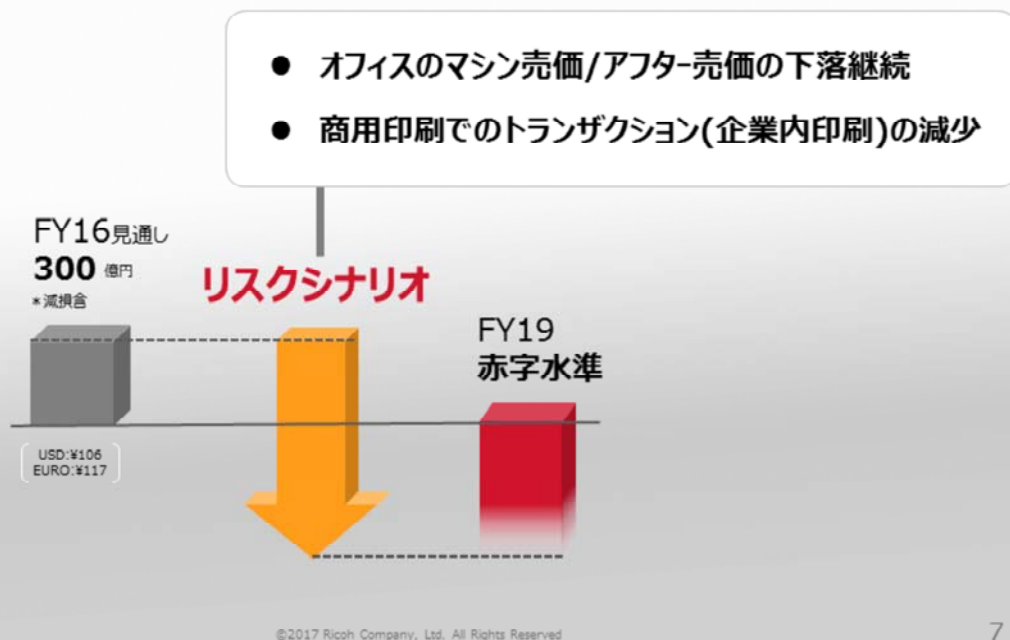 ● オフィスのマシン売価/アフター売価の下落継続
● 商用印刷でのトランザクション(企業内印刷)の減少
FY16見通し
300 億円
*減損含
リスクシナリオ
FY19
赤字水準
USD:¥106
EURO:¥117
©2017 Ricoh Company, Ltd. All Rights Reserved
7